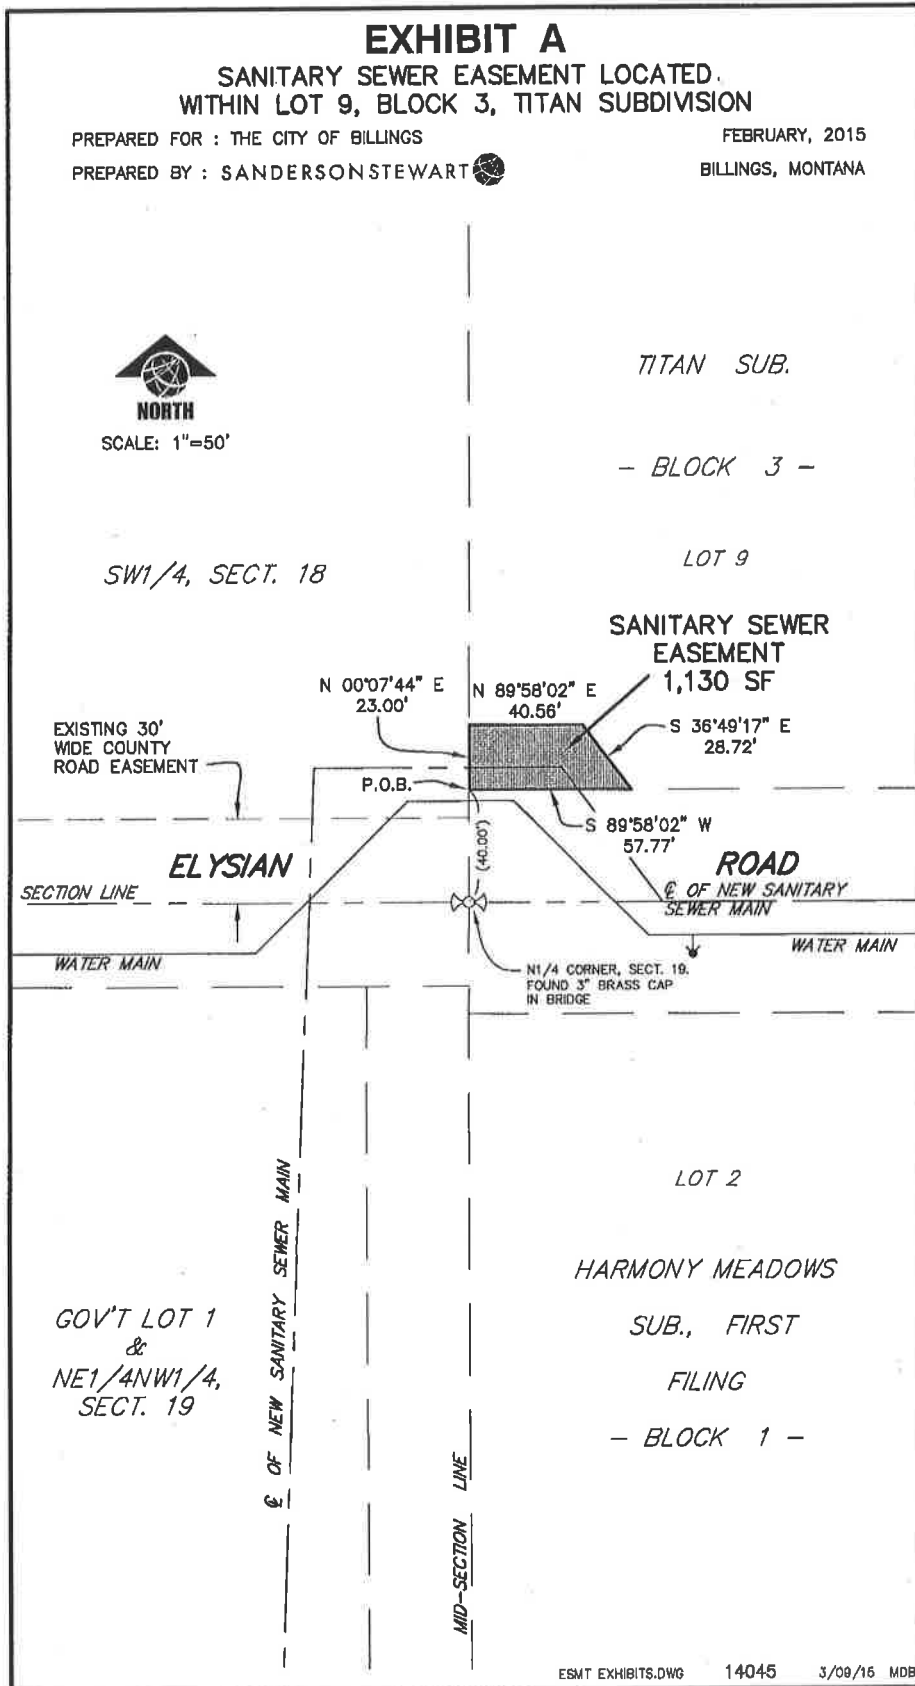 EXHIBIT A
SANITARY SEWER EASEMENT LOCATED
WITHIN LOT 9, BLOCK 3, TITAN SUBDIVISION
PREPARED FOR : THE CITY OF BILLINGS
FEBRUARY, 2015
PREPARED BY : SANDERSON STEWART
BILLINGS, MONTANA
NORTH
SCALE: 1"=50'
TITAN SUB.
- BLOCK 3 -
LOT 9
SW1/4, SECT. 18
SANITARY SEWER
EASEMENT
1,130 SF
N 00°07'44" E
23.00'
N 89°58'02" E
40.56'
S 36°49'17" E
28.72'
EXISTING 30'
WIDE COUNTY
ROAD EASEMENT
P.O.B.
(40.00')
S 89°58'02" W
57.77'
ELYSIAN
ROAD
SECTION LINE
℄ OF NEW SANITARY
SEWER MAIN
WATER MAIN
WATER MAIN
N1/4 CORNER, SECT. 19.
FOUND 3" BRASS CAP
IN BRIDGE
LOT 2
HARMONY MEADOWS
SUB., FIRST
FILING
- BLOCK 1 -
GOV'T LOT 1
&
NE1/4NW1/4,
SECT. 19
℄ OF NEW SANITARY SEWER MAIN
MID-SECTION LINE
ESMT EXHIBITS.DWG 14045 3/09/15 MDB